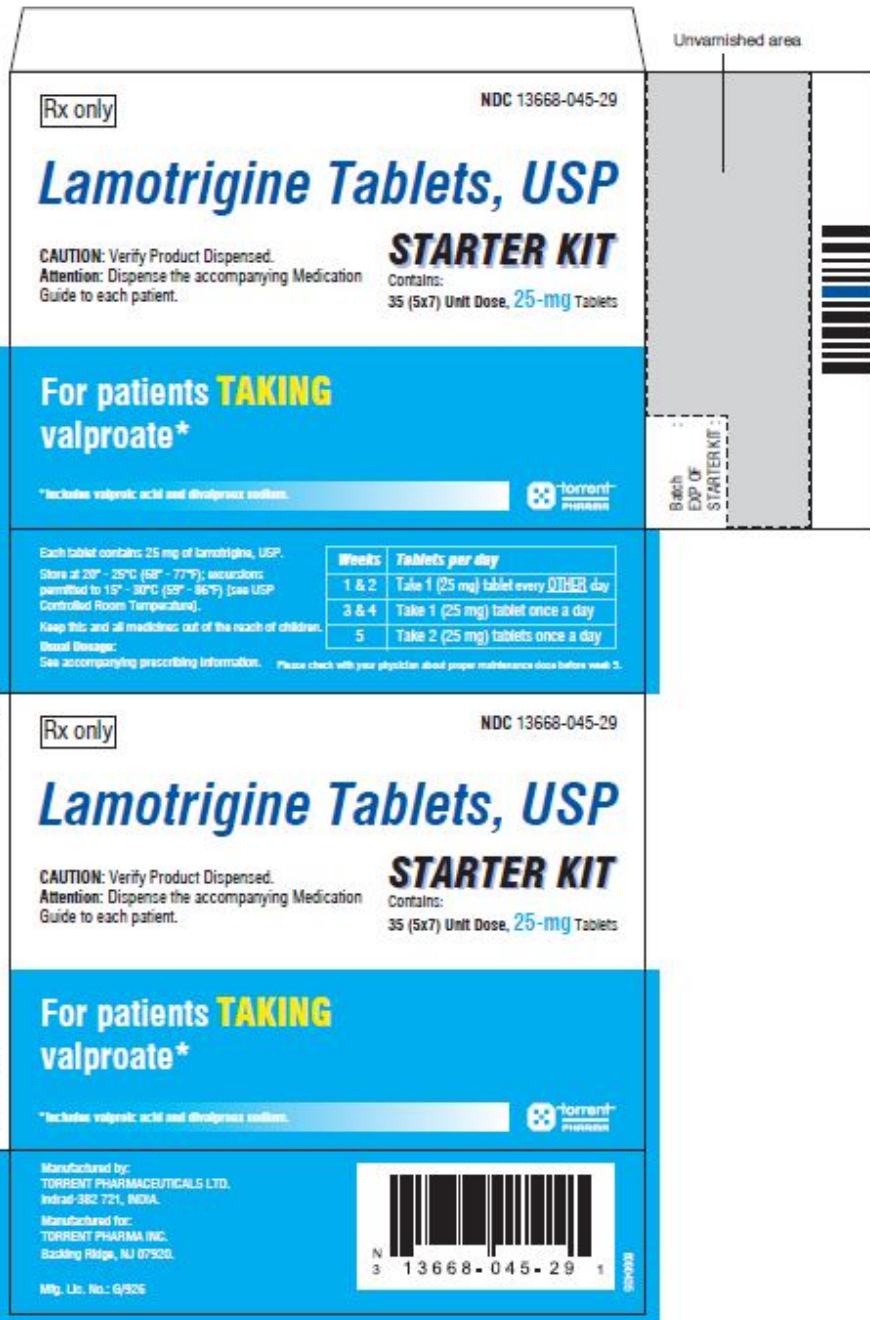 Unvarnished area
Rx only
NDC 13668-045-29
Lamotrigine Tablets, USP
STARTER KIT
CAUTION: Verify Product Dispensed.
Attention: Dispense the accompanying Medication
Guide to each patient.
Contains:
35 (5x7) Unit Dose, 25-mg Tablets
For patients TAKING
valproate*
*Includes valproic acid and divalproex sodium.
torrent
PHARMA
Batch :
EXP OF
STARTER KIT :
Each tablet contains 25 mg of lamotrigine, USP.
Store at 20° - 25°C (68° - 77°F); excursions
permitted to 15° - 30°C (59° - 86°F) [see USP
Controlled Room Temperature].
Keep this and all medicines out of the reach of children.
Usual Dosage:
See accompanying prescribing information.
Weeks Tablets per day
1 & 2 Take 1 (25 mg) tablet every OTHER day
3 & 4 Take 1 (25 mg) tablet once a day
5 Take 2 (25 mg) tablets once a day
Please check with your physician about proper maintenance dose before week 5.
Rx only
NDC 13668-045-29
Lamotrigine Tablets, USP
STARTER KIT
CAUTION: Verify Product Dispensed.
Attention: Dispense the accompanying Medication
Guide to each patient.
Contains:
35 (5x7) Unit Dose, 25-mg Tablets
For patients TAKING
valproate*
*Includes valproic acid and divalproex sodium.
torrent
PHARMA
Manufactured by:
TORRENT PHARMACEUTICALS LTD.
Indrad-382 721, INDIA.
Manufactured for:
TORRENT PHARMA INC.
Basking Ridge, NJ 07920.
Mfg. Lic. No.: G/926
N
3 13668-045-29 1